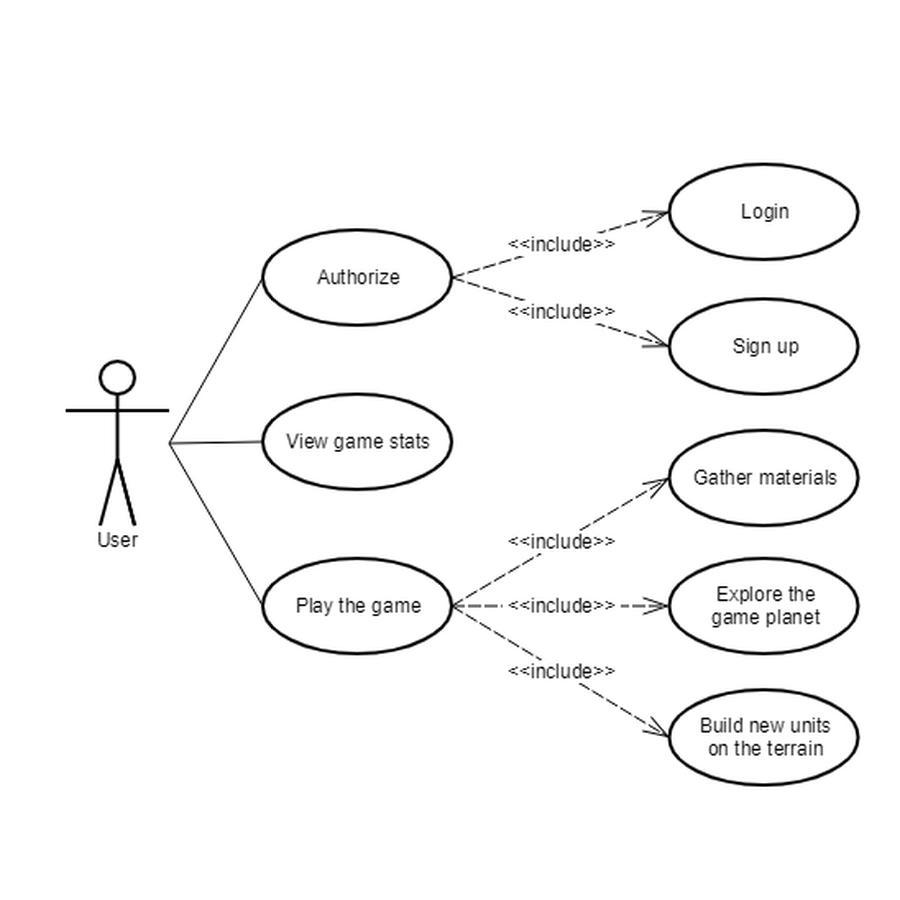 Login
<<include>>
Authorize
<<include>>
Sign up
View game stats
User
Gather materials
<<include>>
Play the game
<<include>>
Explore the
game planet
<<include>>
Build new units
on the terrain